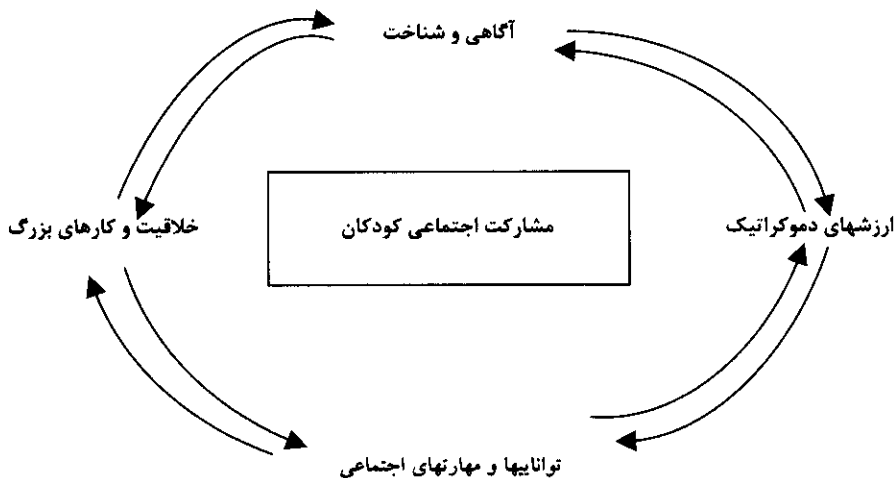 آگاهی و شناخت
ارزشهای دموکراتیک
مشارکت اجتماعی کودکان
خلاقیت و کارهای بزرگ
تواناییها و مهارتهای اجتماعی